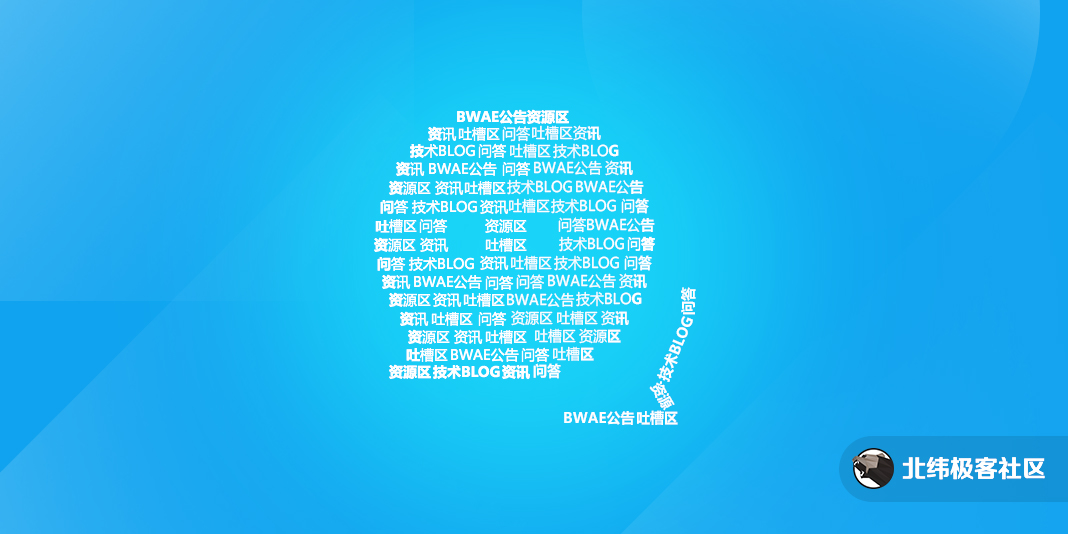 BWAE公告资源区
资讯 吐槽区 问答 吐槽区 资讯
技术BLOG 问答 吐槽区 技术BLOG
资讯 BWAE公告 问答 BWAE公告 资讯
资源区 资讯 吐槽区 技术BLOG BWAE公告
问答 技术BLOG 资讯 吐槽区 技术BLOG 问答
吐槽区 问答 资源区 问答 BWAE公告
资源区 资讯 吐槽区 技术BLOG 问答
问答 技术BLOG 资讯 吐槽区 技术BLOG 问答
资讯 BWAE公告 问答 问答 BWAE公告 资讯
资源区 资讯 吐槽区 BWAE公告 技术BLOG
资讯 吐槽区 问答 资源区 吐槽区 资讯
资源区 资讯 吐槽区 吐槽区 资源区
吐槽区 BWAE公告 问答 吐槽区
资源区 技术BLOG 资讯 问答
资源 技术BLOG 问答
BWAE公告 吐槽区
北纬极客社区